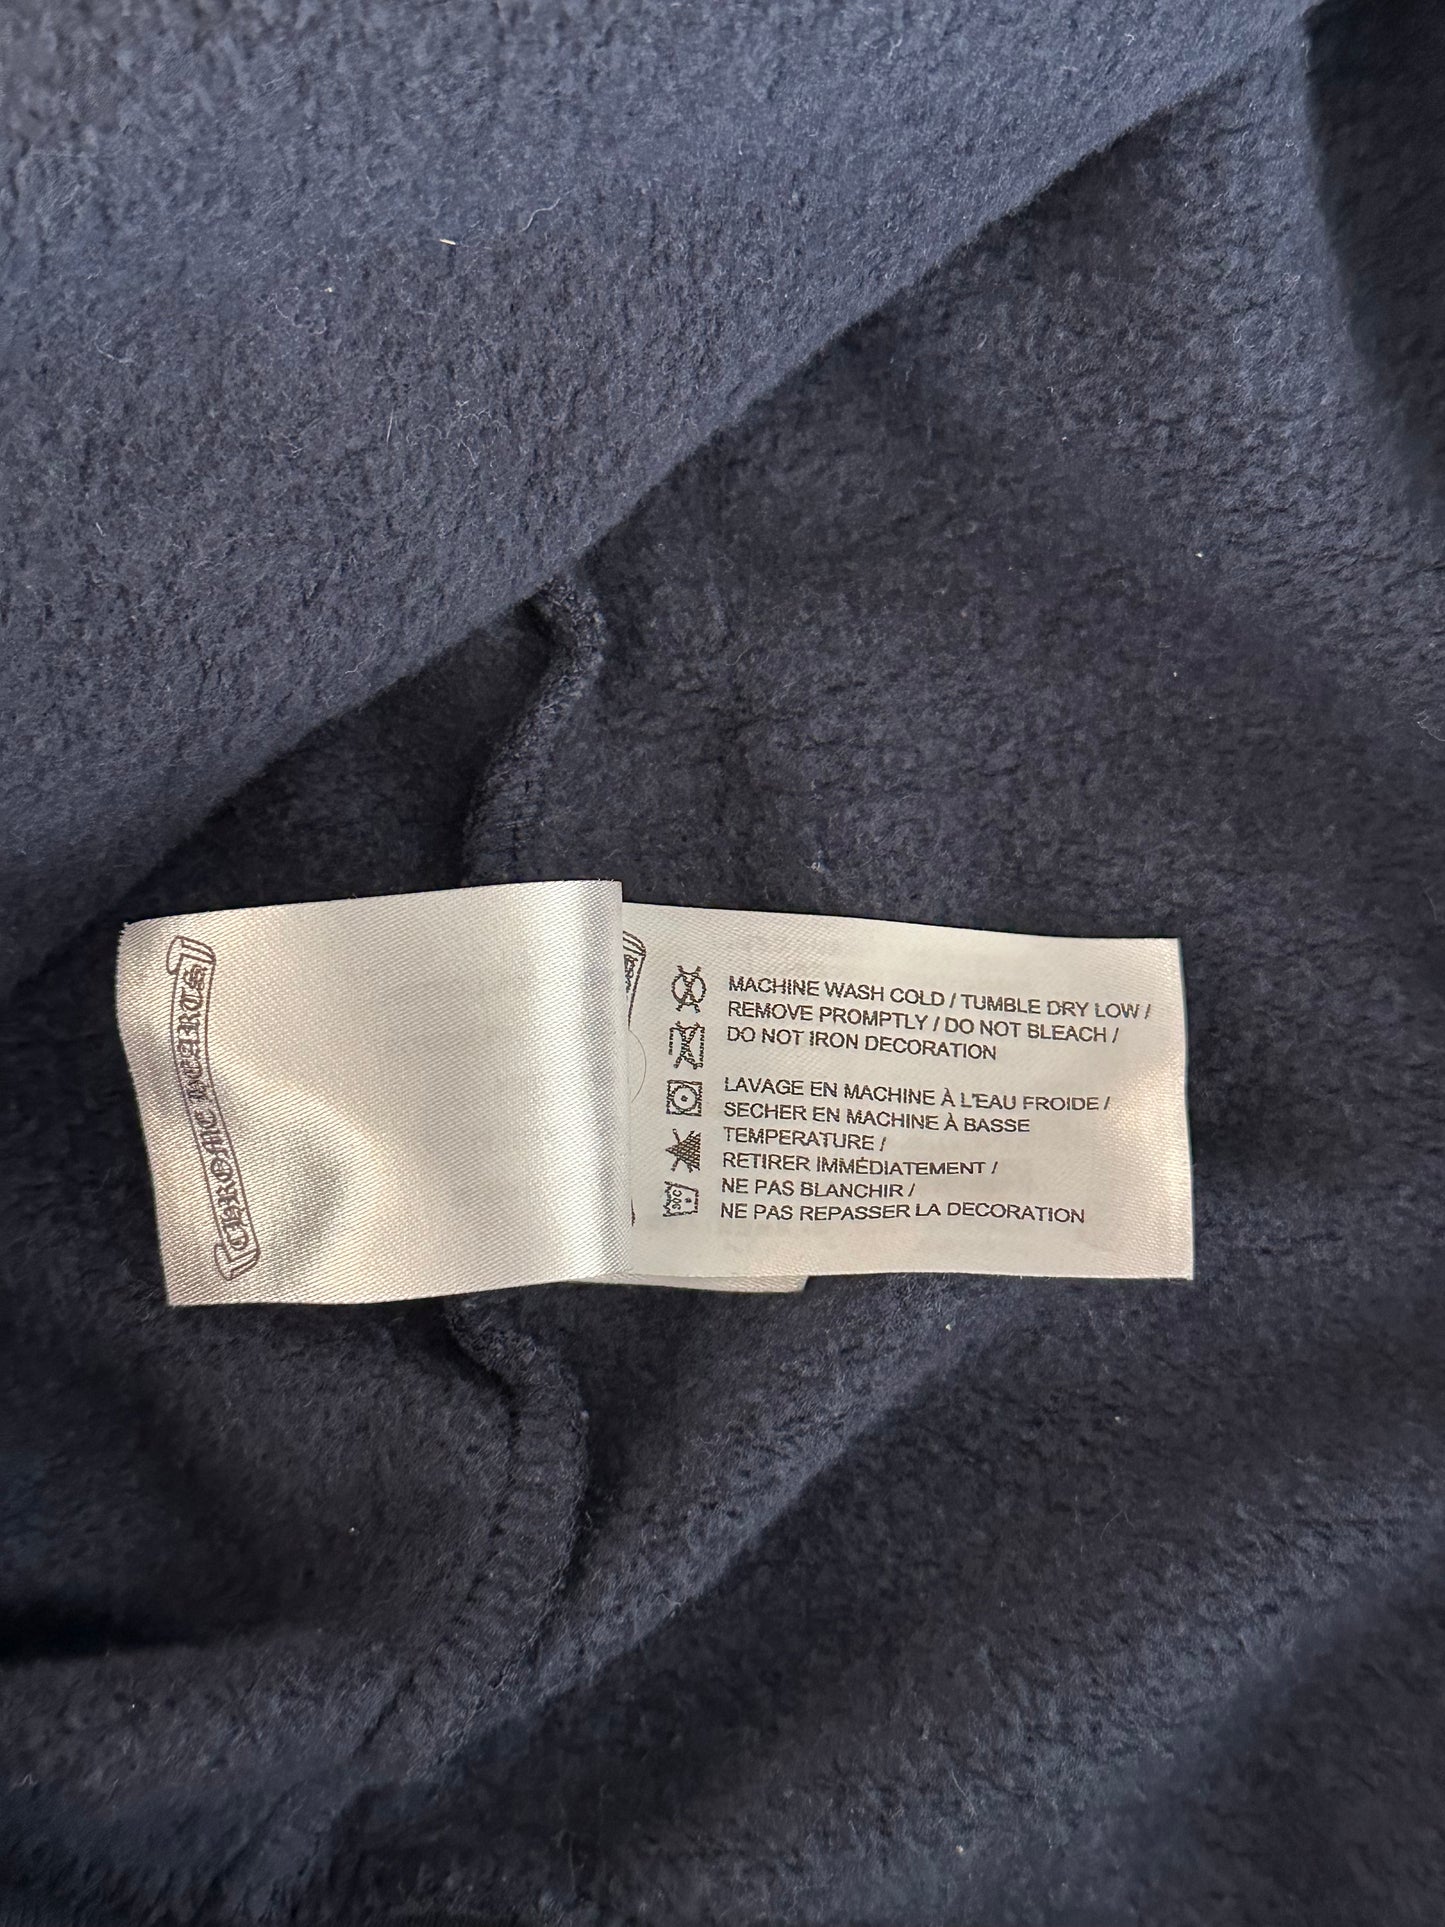 CHROME HEARTS
MACHINE WASH COLD / TUMBLE DRY LOW /
REMOVE PROMPTLY / DO NOT BLEACH /
DO NOT IRON DECORATION
LAVAGE EN MACHINE À L'EAU FROIDE /
SECHER EN MACHINE À BASSE
TEMPERATURE /
RETIRER IMMÉDIATEMENT /
NE PAS BLANCHIR /
NE PAS REPASSER LA DECORATION
30C